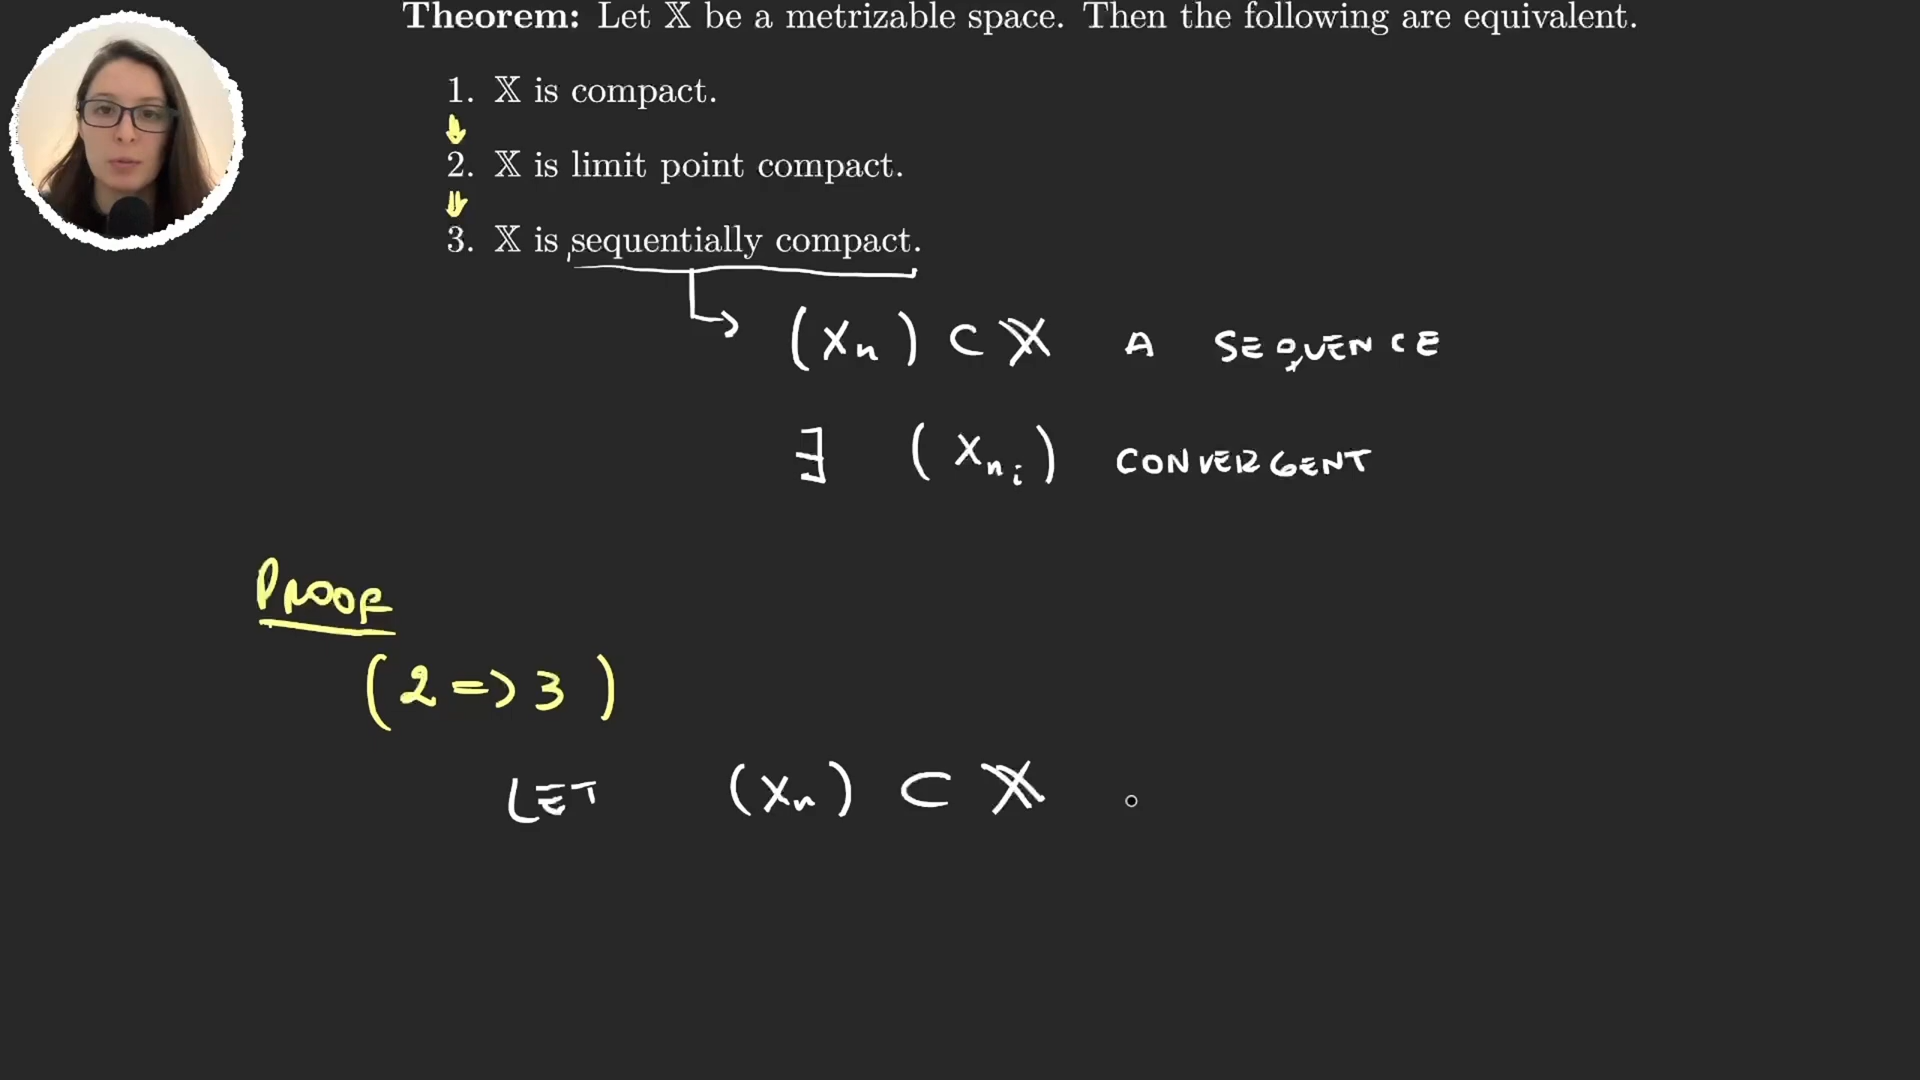 Theorem: Let 𝕏 be a metrizable space. Then the following are equivalent.
1. 𝕏 is compact.
⇓
2. 𝕏 is limit point compact.
⇓
3. 𝕏 is sequentially compact.
(xₙ) ⊂ 𝕏 A SEQUENCE
∃ (xₙᵢ) CONVERGENT
PROOF
(2 => 3)
LET (xₙ) ⊂ 𝕏